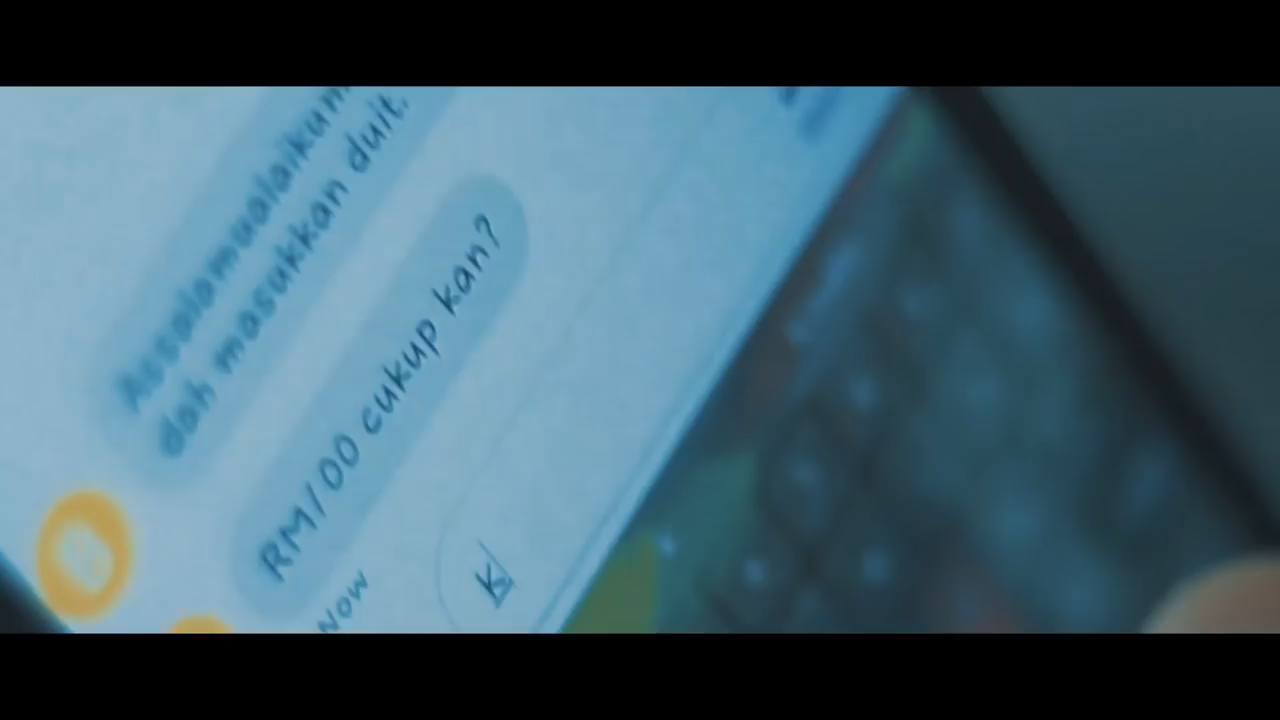 Assalamualaikum
dah masukkan duit.
RM100 cukup kan?
Now
K